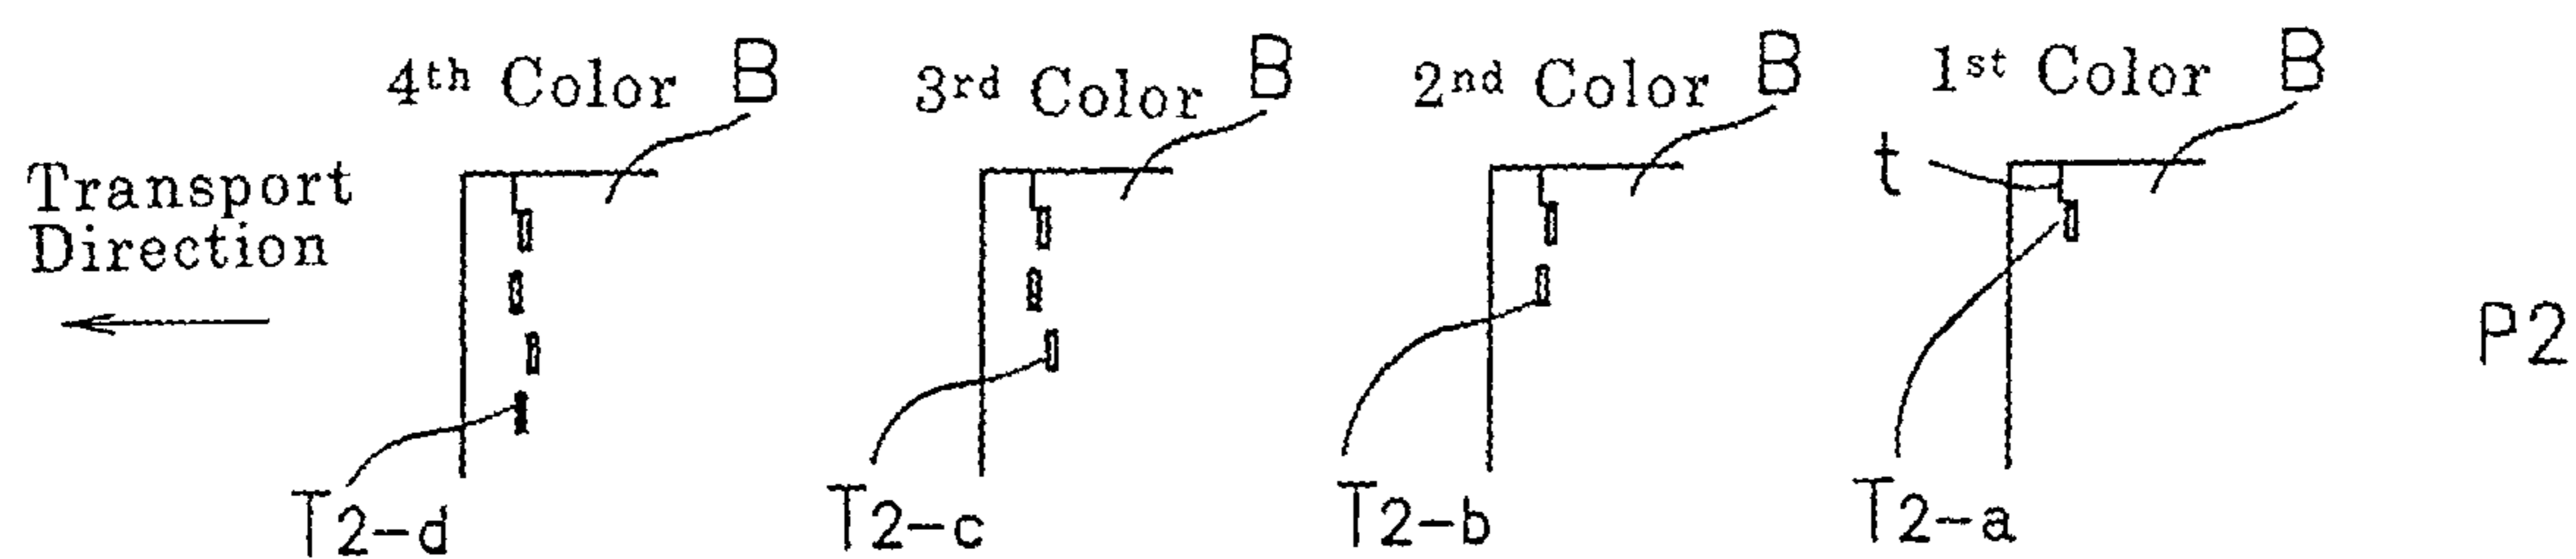 4th Color B 3rd Color B 2nd Color B 1st Color B
Transport
Direction
t
P2
T2-d T2-c T2-b T2-a